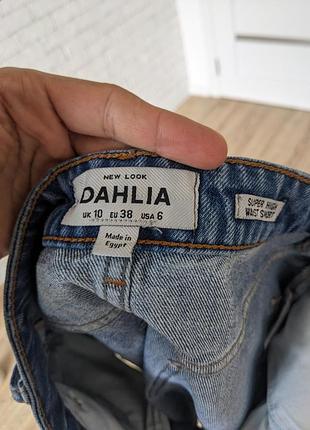 NEW LOOK
DAHLIA
UK 10 EU 38 USA 6
SUPER HIGH
WAIST SHORT
Made in
Egypt